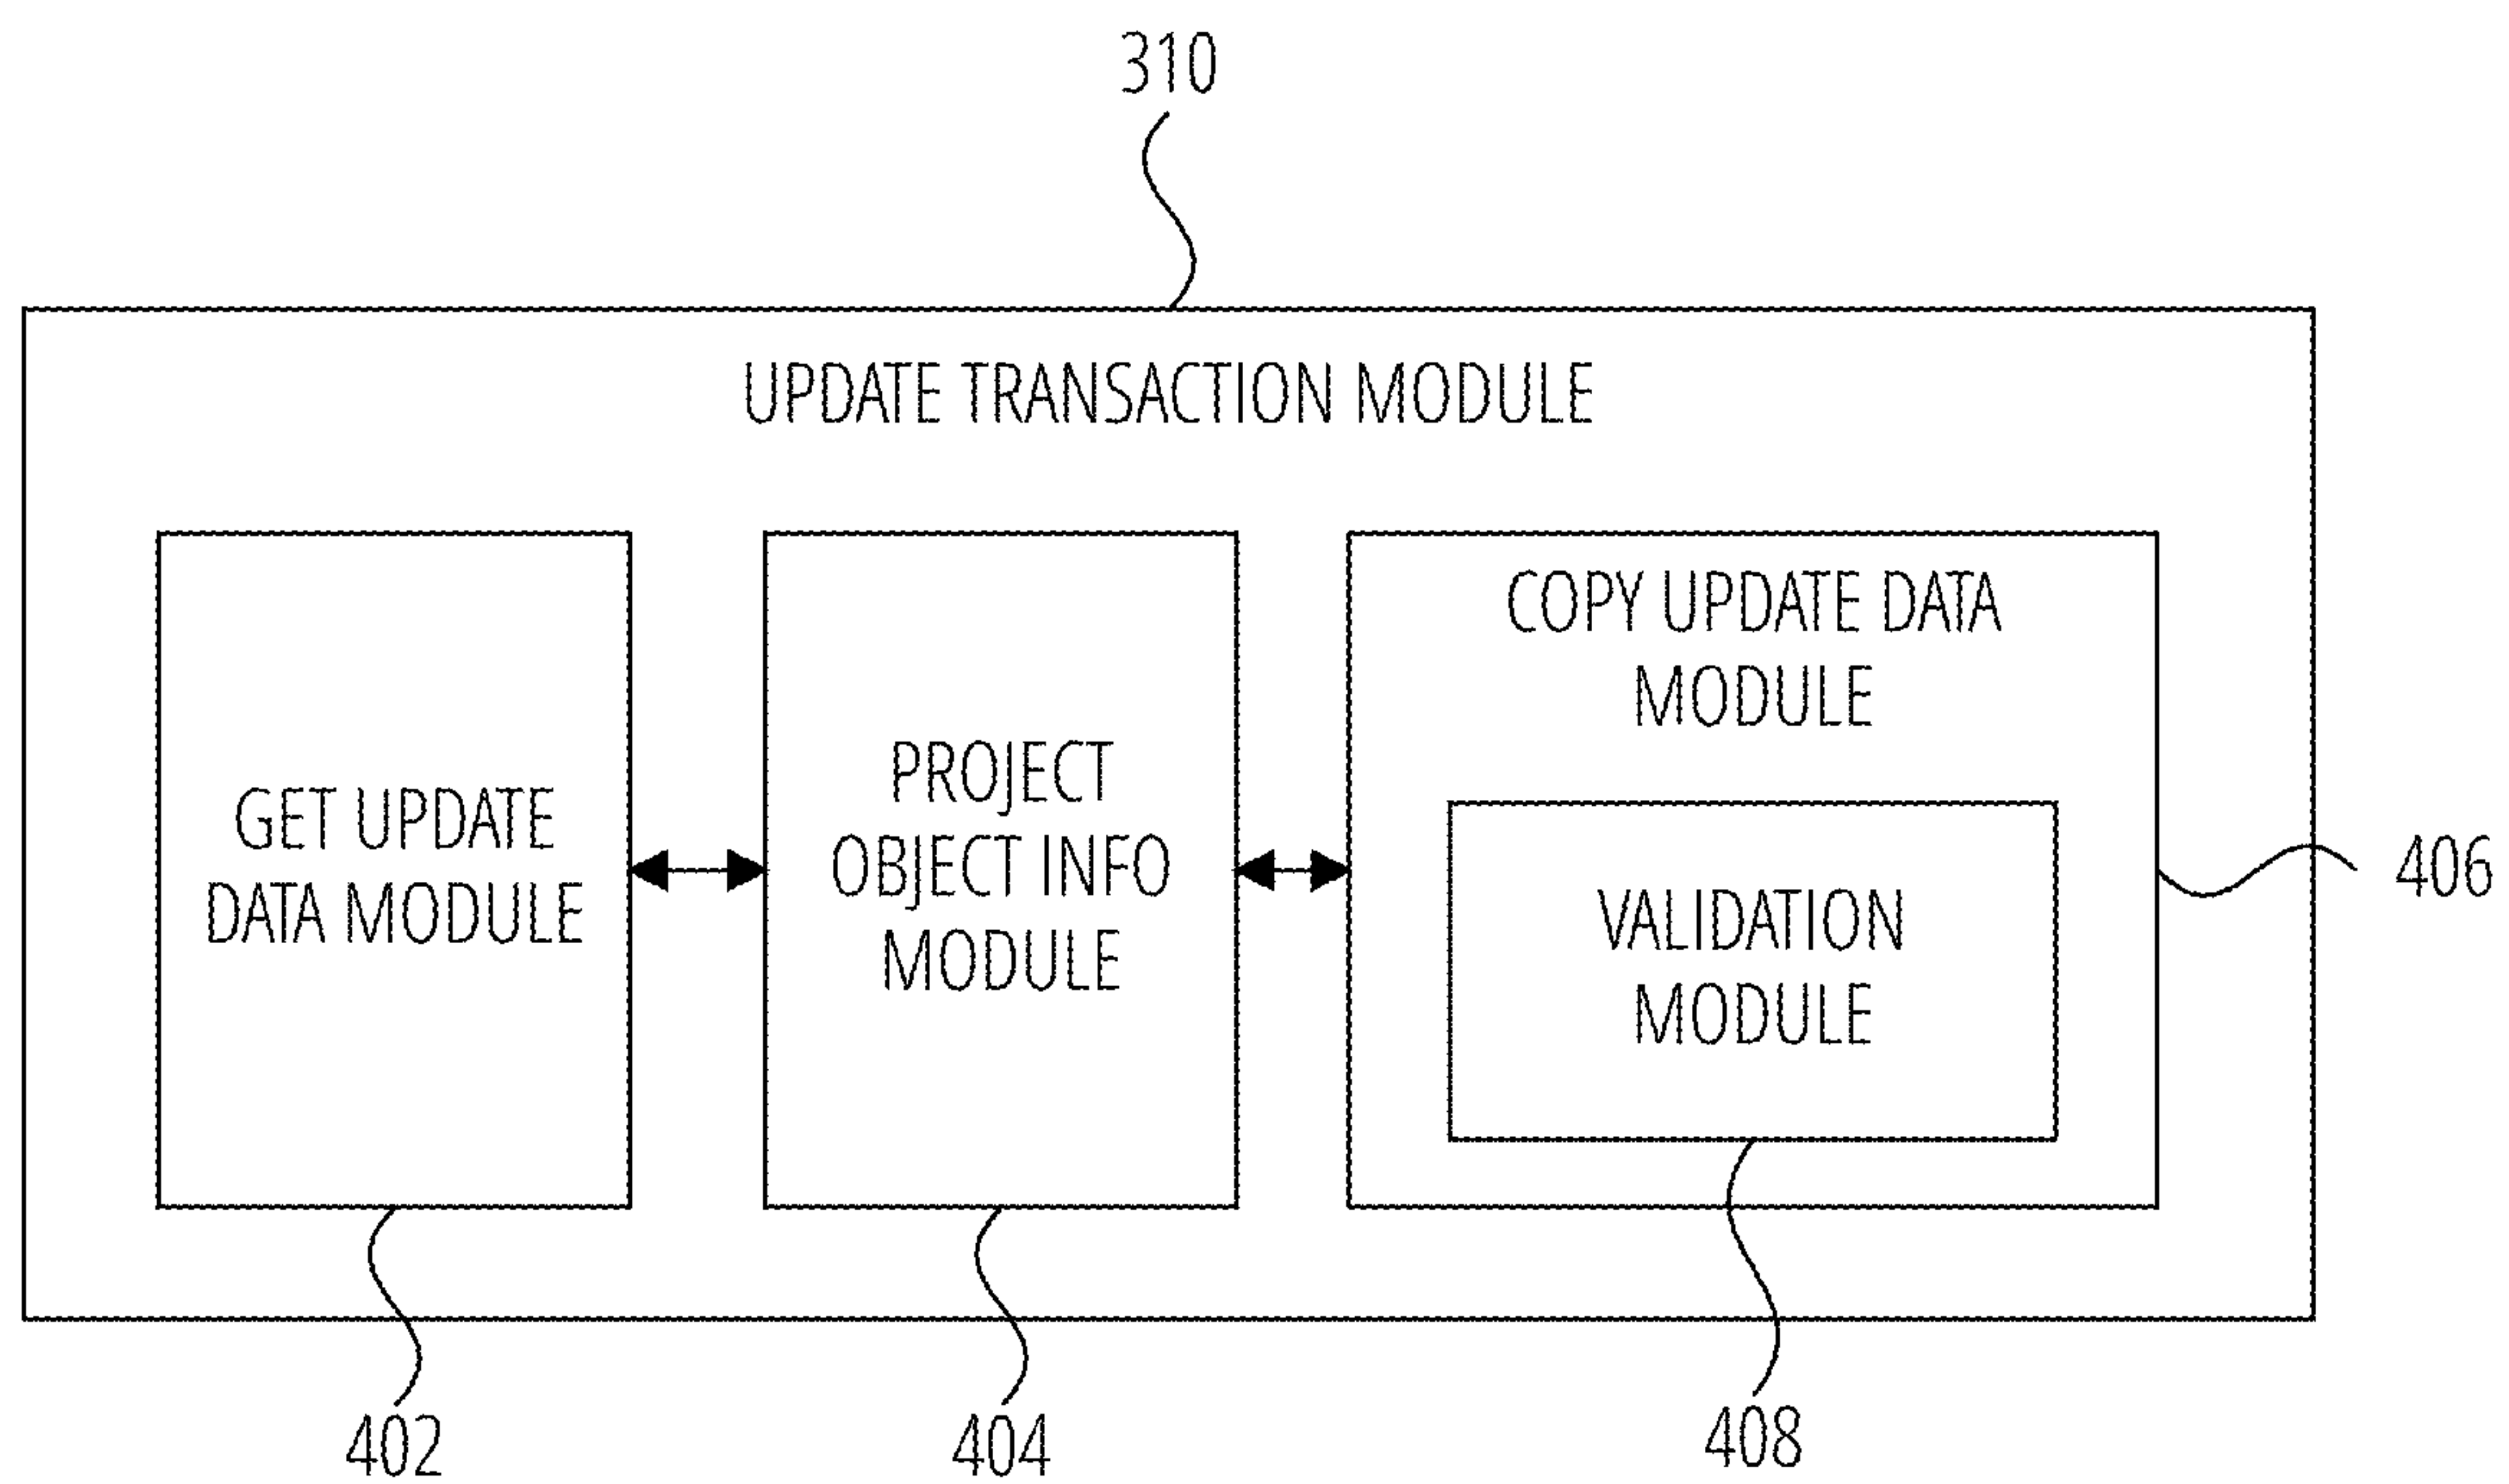 310
UPDATE TRANSACTION MODULE
GET UPDATE
DATA MODULE
PROJECT
OBJECT INFO
MODULE
COPY UPDATE DATA
MODULE
VALIDATION
MODULE
406
402
404
408